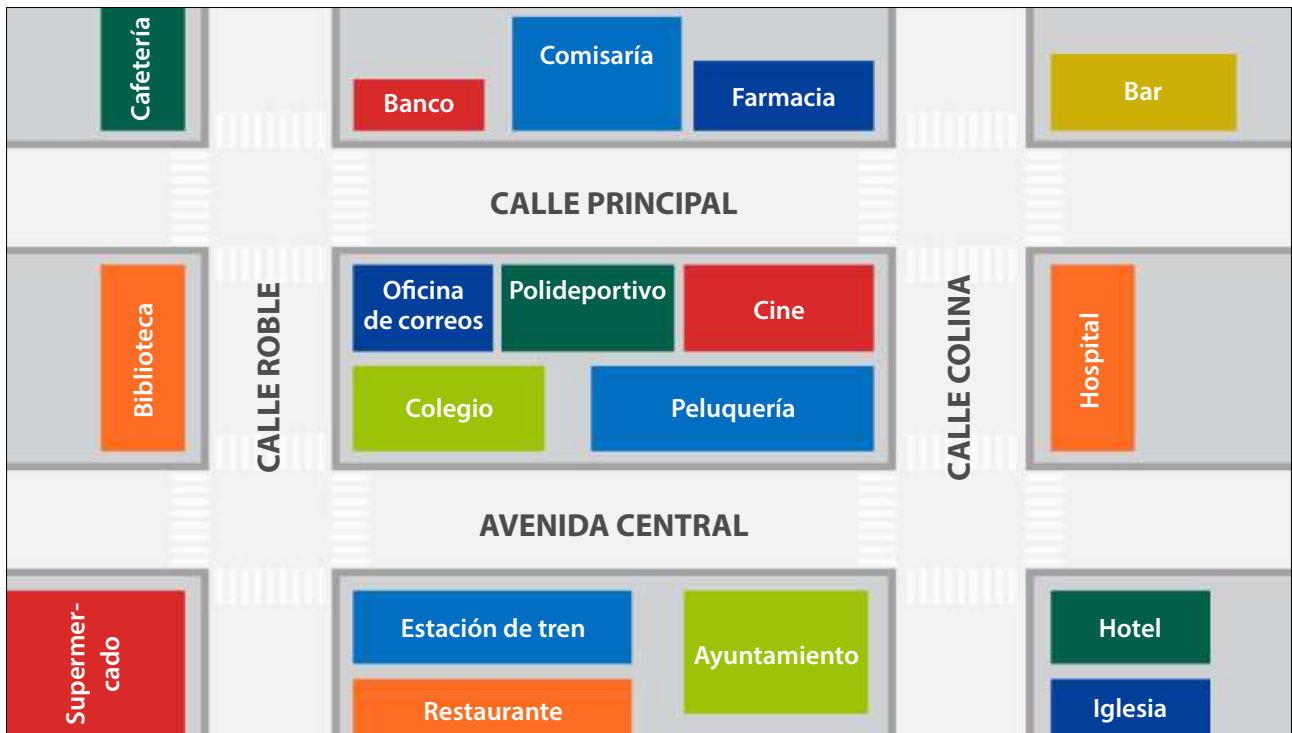 Cafetería
Banco
Comisaría
Farmacia
Bar
CALLE PRINCIPAL
Biblioteca
CALLE ROBLE
Oficina
de correos
Polideportivo
Cine
Colegio
Peluquería
CALLE COLINA
Hospital
AVENIDA CENTRAL
Supermer-
cado
Estación de tren
Restaurante
Ayuntamiento
Hotel
Iglesia